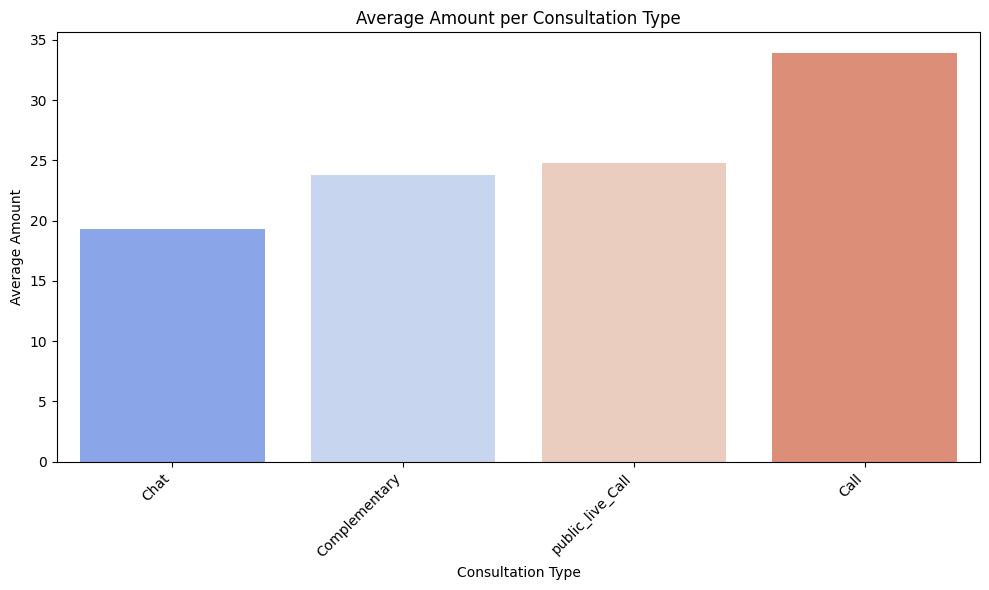 Average Amount per Consultation Type
Average Amount
35
30
25
20
15
10
5
0
Chat
Complementary
public_live_Call
Call
Consultation Type